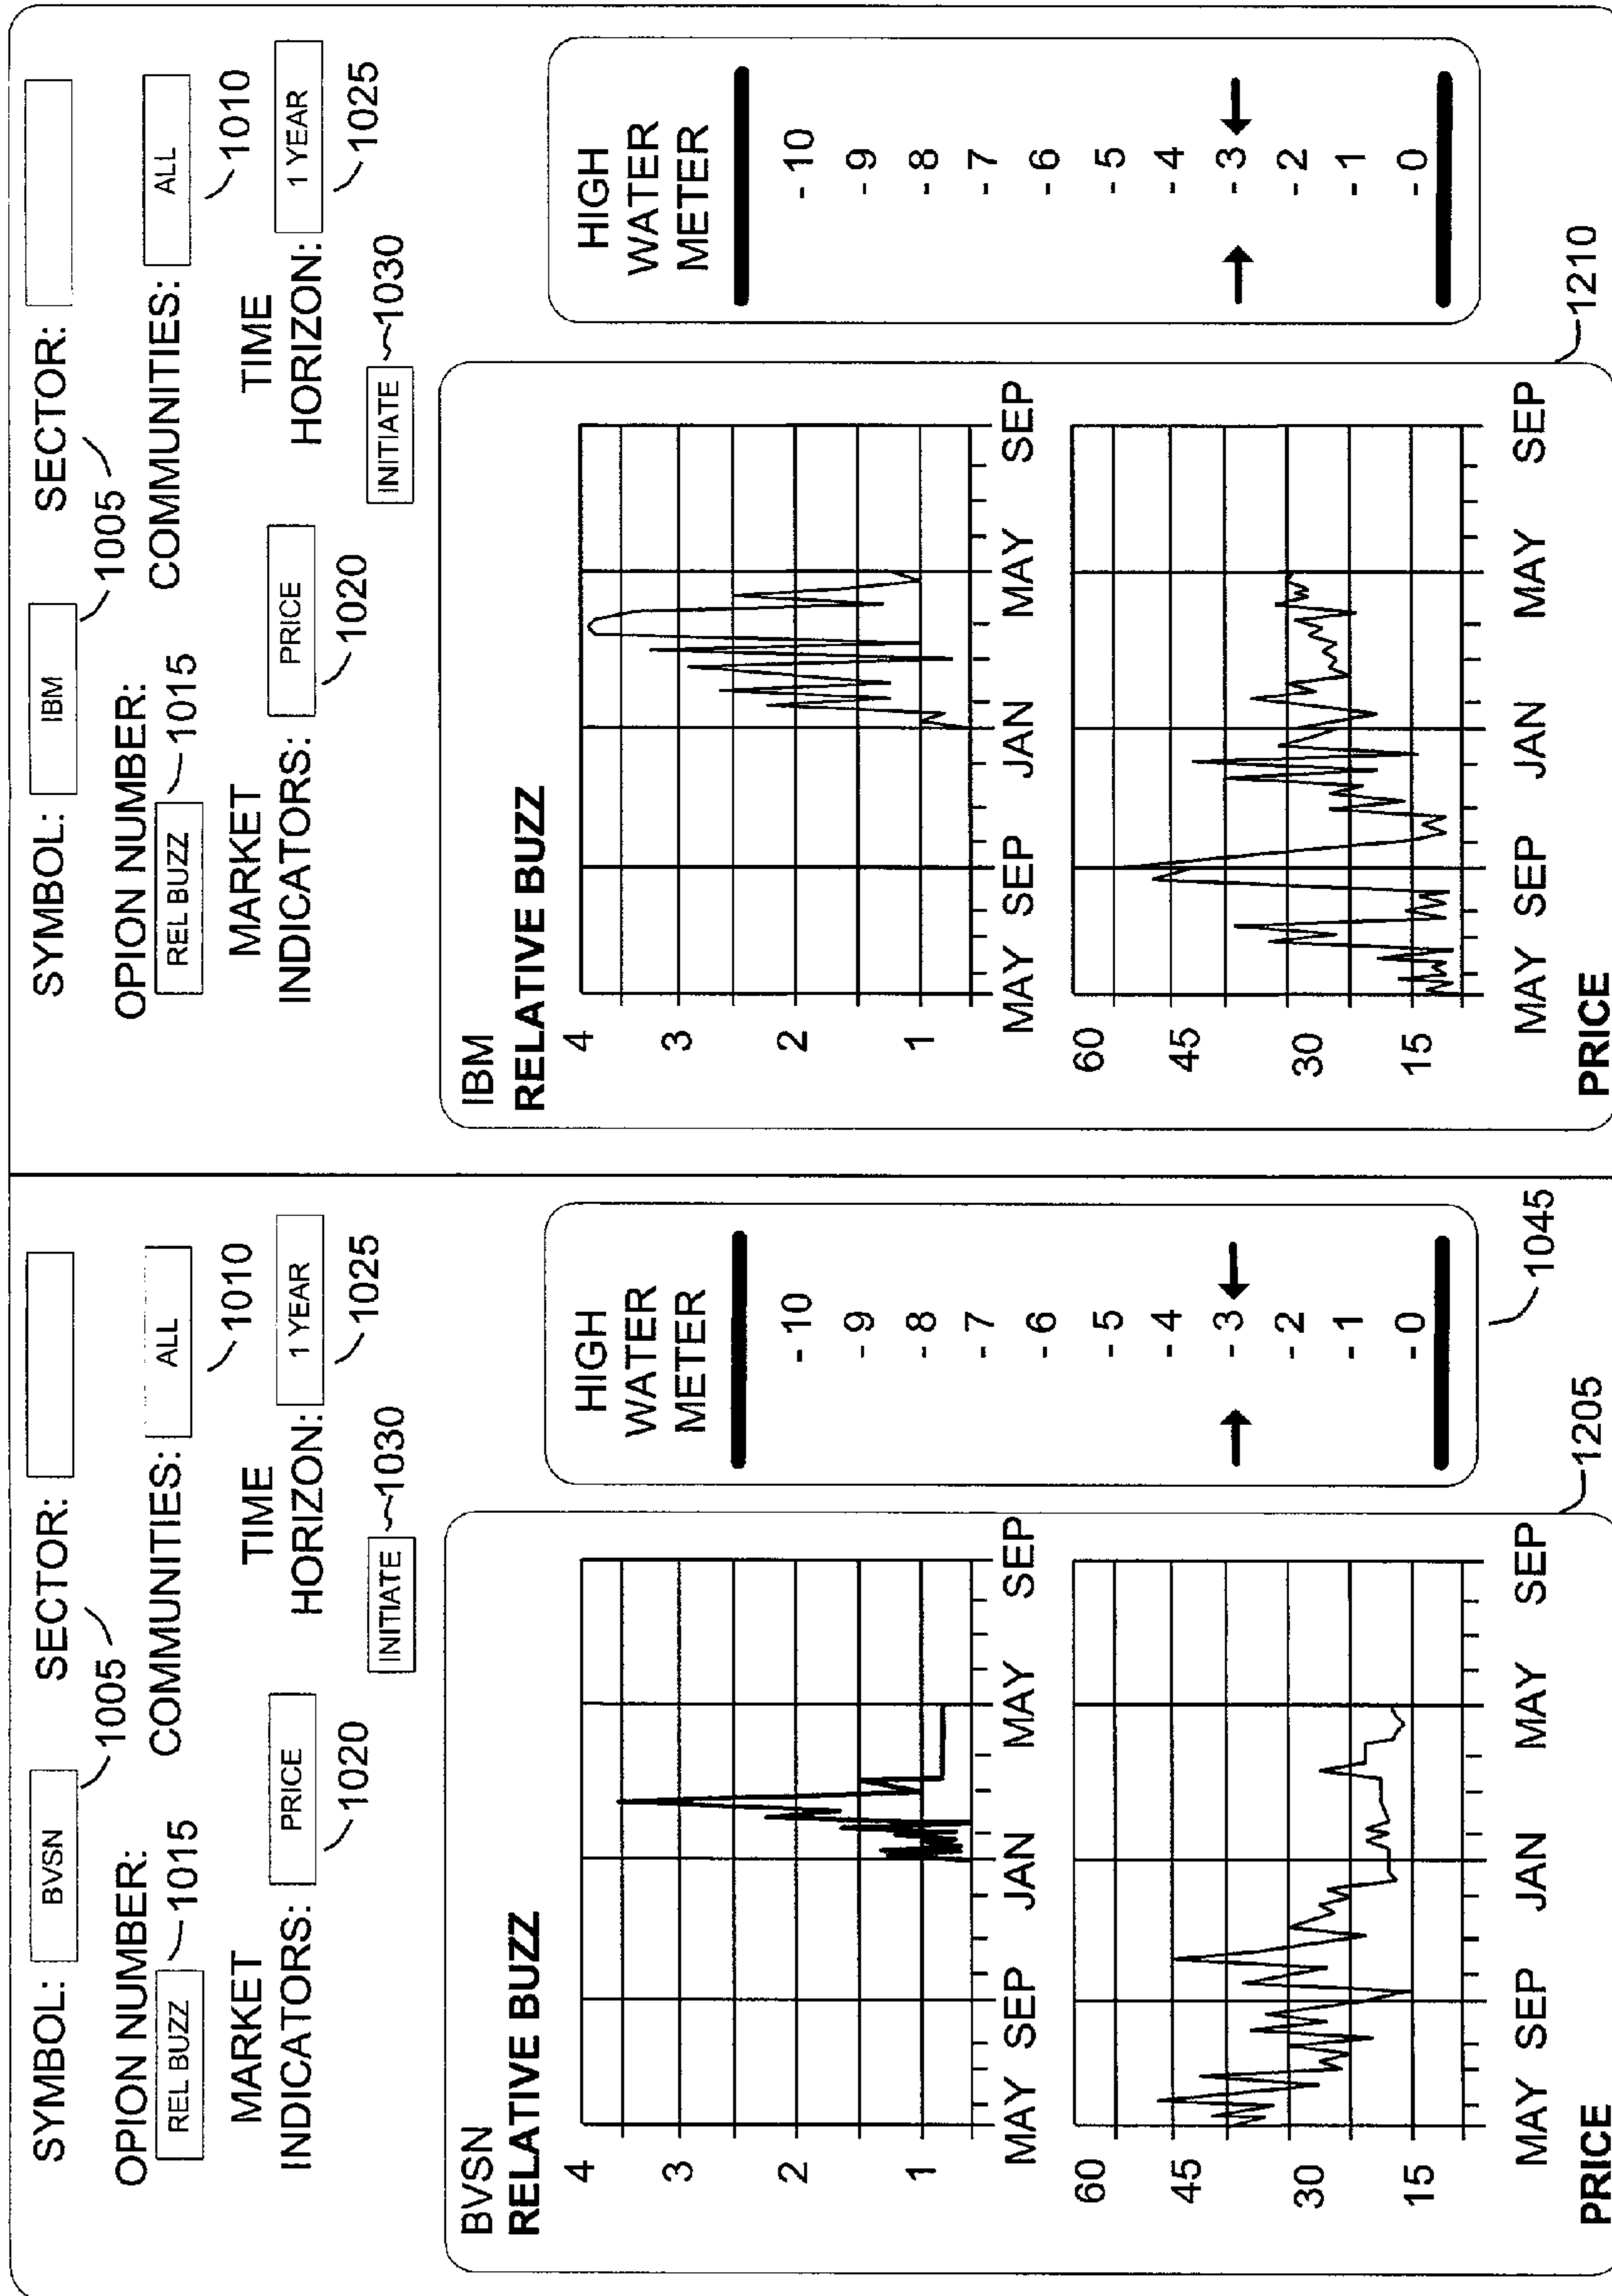 SYMBOL: BVSN SECTOR:
1005
OPION NUMBER: COMMUNITIES: ALL
REL BUZZ 1015 1010
MARKET TIME
INDICATORS: PRICE HORIZON: 1 YEAR
1020 1025
INITIATE 1030
BVSN
RELATIVE BUZZ
4
3
2
1
MAY SEP JAN MAY SEP
60
45
30
15
MAY SEP JAN MAY SEP
PRICE
1205
HIGH
WATER
METER
- 10
- 9
- 8
- 7
- 6
- 5
- 4
- 3
- 2
- 1
- 0
1045
SYMBOL: IBM SECTOR:
1005
OPION NUMBER: COMMUNITIES: ALL
REL BUZZ 1015 1010
MARKET TIME
INDICATORS: PRICE HORIZON: 1 YEAR
1020 1025
INITIATE 1030
IBM
RELATIVE BUZZ
4
3
2
1
MAY SEP JAN MAY SEP
60
45
30
15
MAY SEP JAN MAY SEP
PRICE
1210
HIGH
WATER
METER
- 10
- 9
- 8
- 7
- 6
- 5
- 4
- 3
- 2
- 1
- 0